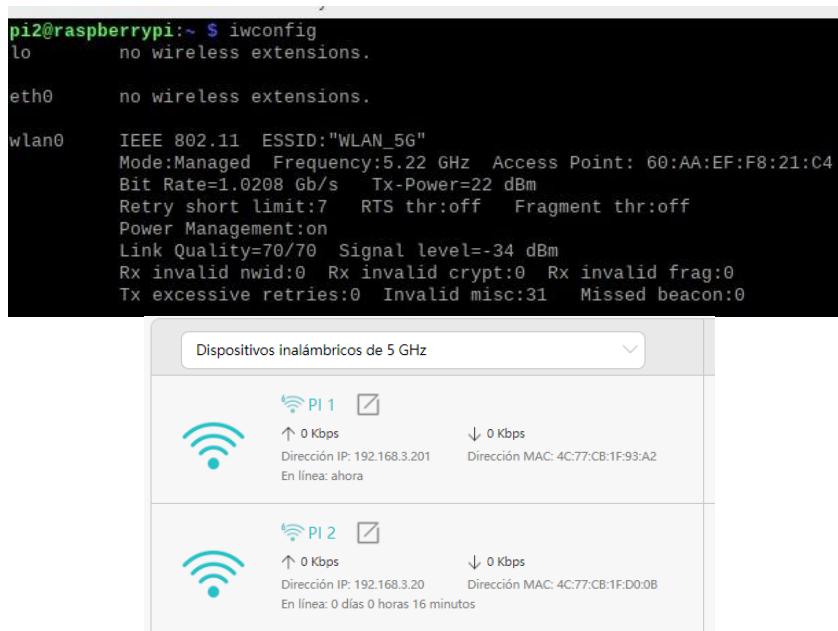 pi2@raspberrypi:~ $ iwconfig
lo        no wireless extensions.
eth0      no wireless extensions.
wlan0     IEEE 802.11  ESSID:"WLAN_5G"
Mode:Managed  Frequency:5.22 GHz  Access Point: 60:AA:EF:F8:21:C4
Bit Rate=1.0208 Gb/s   Tx-Power=22 dBm
Retry short limit:7   RTS thr:off   Fragment thr:off
Power Management:on
Link Quality=70/70  Signal level=-34 dBm
Rx invalid nwid:0  Rx invalid crypt:0  Rx invalid frag:0
Tx excessive retries:0  Invalid misc:31   Missed beacon:0
Dispositivos inalámbricos de 5 GHz
PI 1
↑ 0 Kbps ↓ 0 Kbps
Dirección IP: 192.168.3.201 Dirección MAC: 4C:77:CB:1F:93:A2
En línea: ahora
PI 2
↑ 0 Kbps ↓ 0 Kbps
Dirección IP: 192.168.3.20 Dirección MAC: 4C:77:CB:1F:D0:0B
En línea: 0 días 0 horas 16 minutos